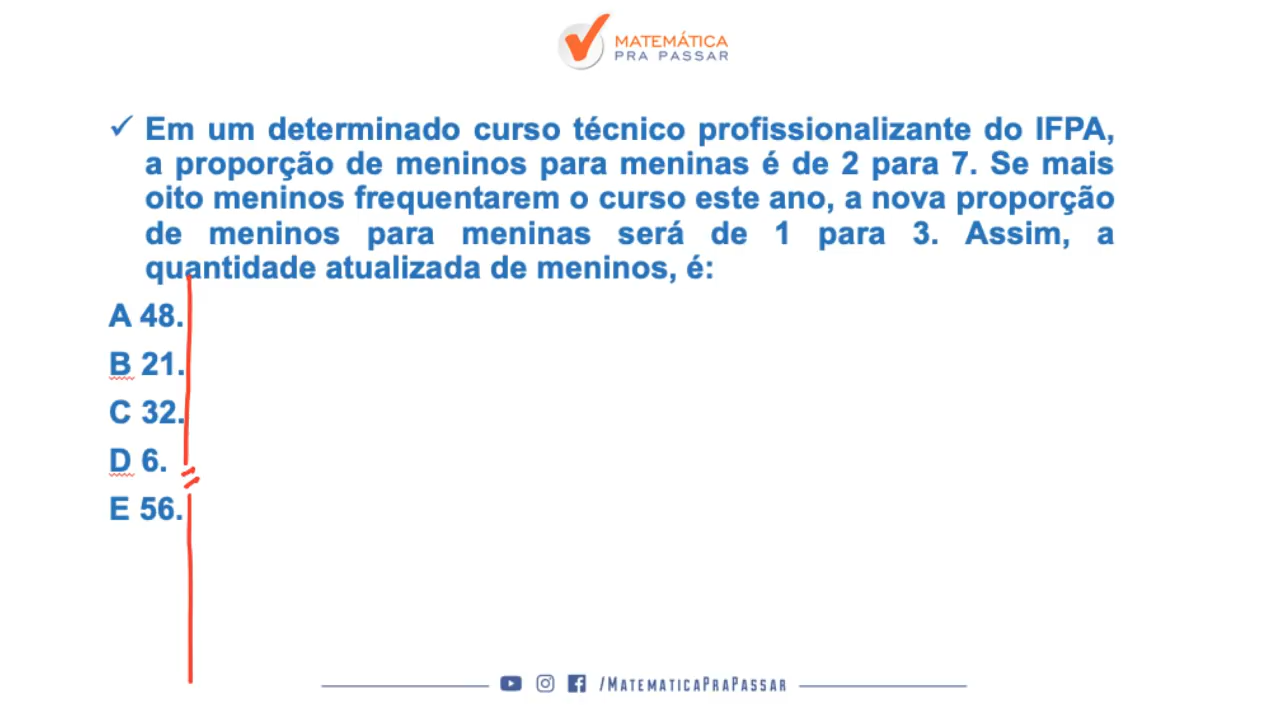 MATEMÁTICA
PRA PASSAR
✓ Em um determinado curso técnico profissionalizante do IFPA,
a proporção de meninos para meninas é de 2 para 7. Se mais
oito meninos frequentarem o curso este ano, a nova proporção
de meninos para meninas será de 1 para 3. Assim, a
quantidade atualizada de meninos, é:
A 48.
B 21.
C 32.
D 6.
E 56.
/MATEMATICAPRAPASSAR